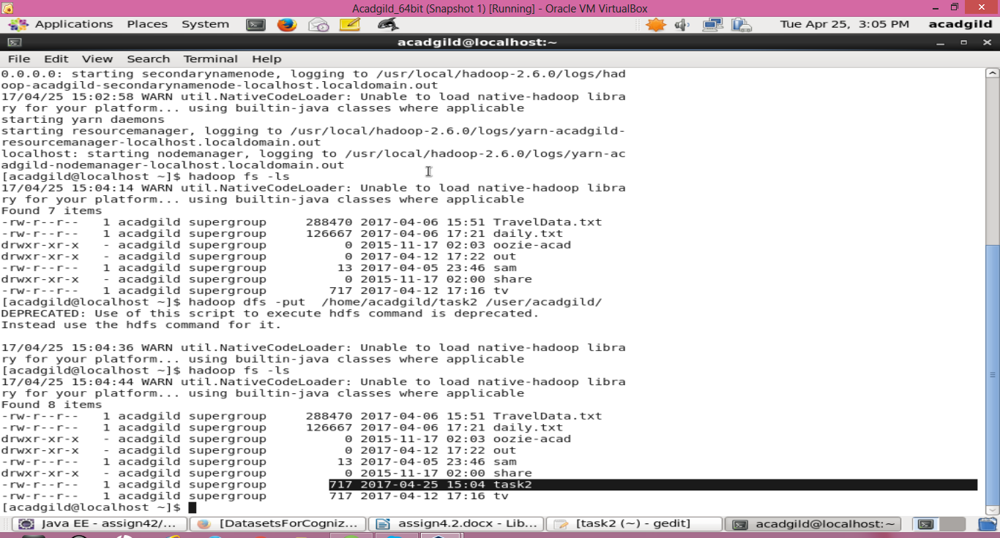 Acadgild_64bit (Snapshot 1) [Running] - Oracle VM VirtualBox
Applications Places System Tue Apr 25, 3:05 PM acadgild
acadgild@localhost:~
File Edit View Search Terminal Help
0.0.0.0: starting secondarynamenode, logging to /usr/local/hadoop-2.6.0/logs/had
oop-acadgild-secondarynamenode-localhost.localdomain.out
17/04/25 15:02:58 WARN util.NativeCodeLoader: Unable to load native-hadoop libra
ry for your platform... using builtin-java classes where applicable
starting yarn daemons
starting resourcemanager, logging to /usr/local/hadoop-2.6.0/logs/yarn-acadgild-
resourcemanager-localhost.localdomain.out
localhost: starting nodemanager, logging to /usr/local/hadoop-2.6.0/logs/yarn-ac
adgild-nodemanager-localhost.localdomain.out
[acadgild@localhost ~]$ hadoop fs -ls
17/04/25 15:04:14 WARN util.NativeCodeLoader: Unable to load native-hadoop libra
ry for your platform... using builtin-java classes where applicable
Found 7 items
-rw-r--r--   1 acadgild supergroup     288470 2017-04-06 15:51 TravelData.txt
-rw-r--r--   1 acadgild supergroup     126667 2017-04-06 17:21 daily.txt
drwxr-xr-x   - acadgild supergroup          0 2015-11-17 02:03 oozie-acad
drwxr-xr-x   - acadgild supergroup          0 2017-04-12 17:22 out
-rw-r--r--   1 acadgild supergroup         13 2017-04-05 23:46 sam
drwxr-xr-x   - acadgild supergroup          0 2015-11-17 02:00 share
-rw-r--r--   1 acadgild supergroup        717 2017-04-12 17:16 tv
[acadgild@localhost ~]$ hadoop dfs -put  /home/acadgild/task2 /user/acadgild/
DEPRECATED: Use of this script to execute hdfs command is deprecated.
Instead use the hdfs command for it.
17/04/25 15:04:36 WARN util.NativeCodeLoader: Unable to load native-hadoop libra
ry for your platform... using builtin-java classes where applicable
[acadgild@localhost ~]$ hadoop fs -ls
17/04/25 15:04:44 WARN util.NativeCodeLoader: Unable to load native-hadoop libra
ry for your platform... using builtin-java classes where applicable
Found 8 items
-rw-r--r--   1 acadgild supergroup     288470 2017-04-06 15:51 TravelData.txt
-rw-r--r--   1 acadgild supergroup     126667 2017-04-06 17:21 daily.txt
drwxr-xr-x   - acadgild supergroup          0 2015-11-17 02:03 oozie-acad
drwxr-xr-x   - acadgild supergroup          0 2017-04-12 17:22 out
-rw-r--r--   1 acadgild supergroup         13 2017-04-05 23:46 sam
drwxr-xr-x   - acadgild supergroup          0 2015-11-17 02:00 share
-rw-r--r--   1 acadgild supergroup        717 2017-04-25 15:04 task2
-rw-r--r--   1 acadgild supergroup        717 2017-04-12 17:16 tv
[acadgild@localhost ~]$
Java EE - assign42/... [DatasetsForCogniz... assign4.2.docx - Lib... [task2 (~) - gedit] acadgild@localhost:~